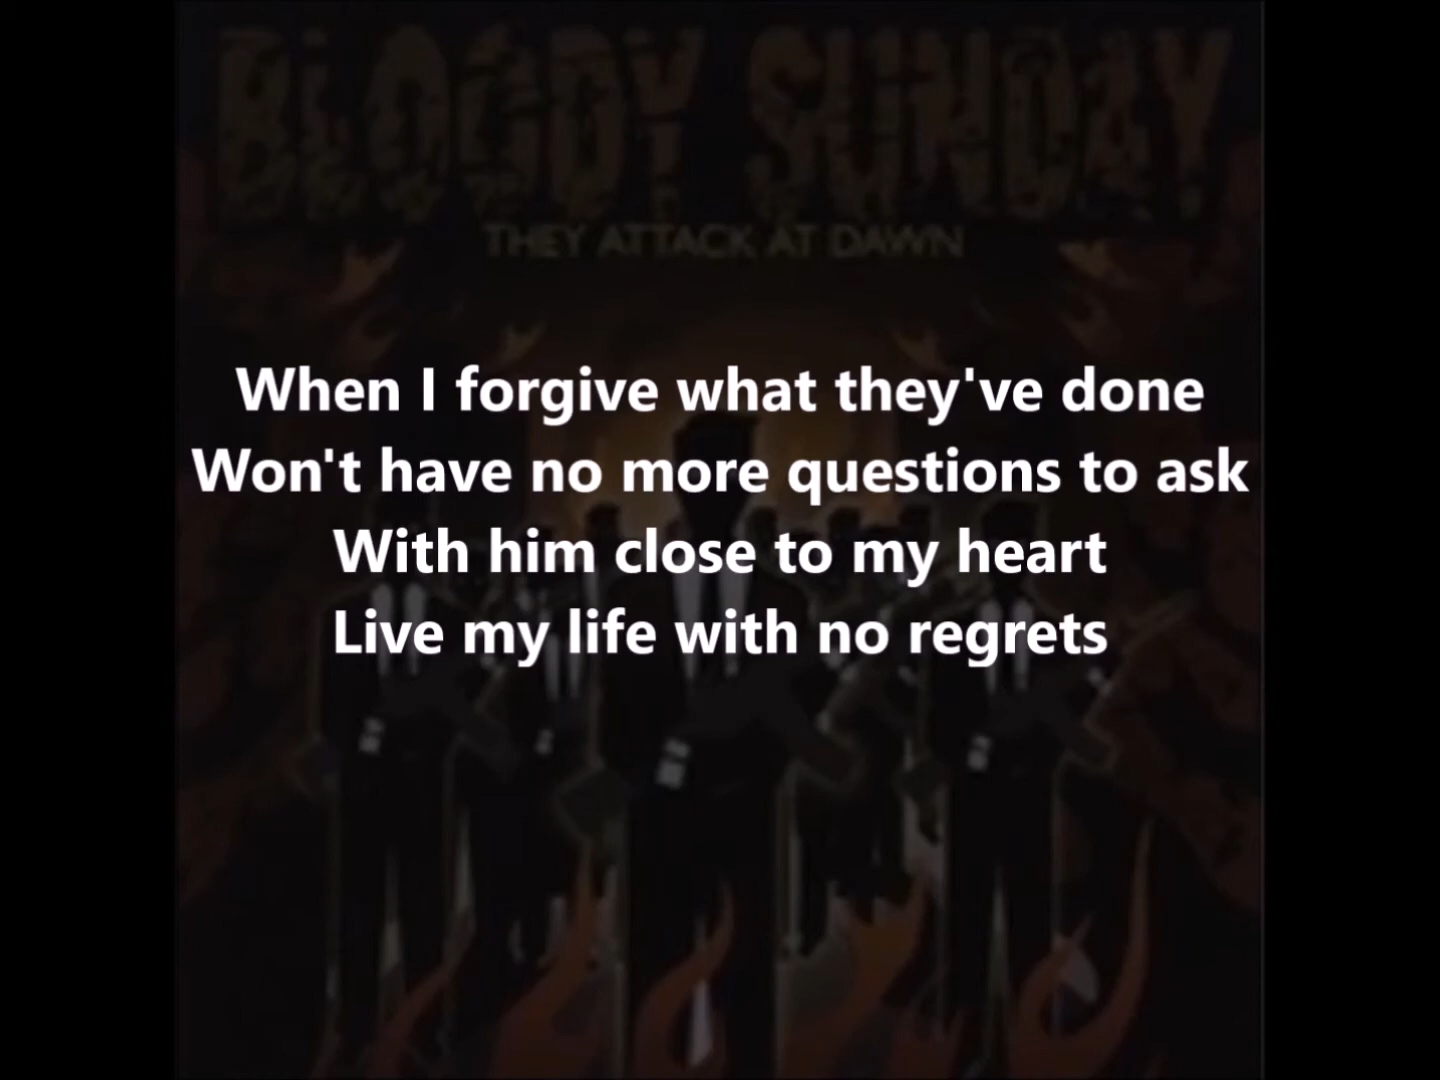 BLOODY SUNDAY
THEY ATTACK AT DAWN
When I forgive what they've done
Won't have no more questions to ask
With him close to my heart
Live my life with no regrets